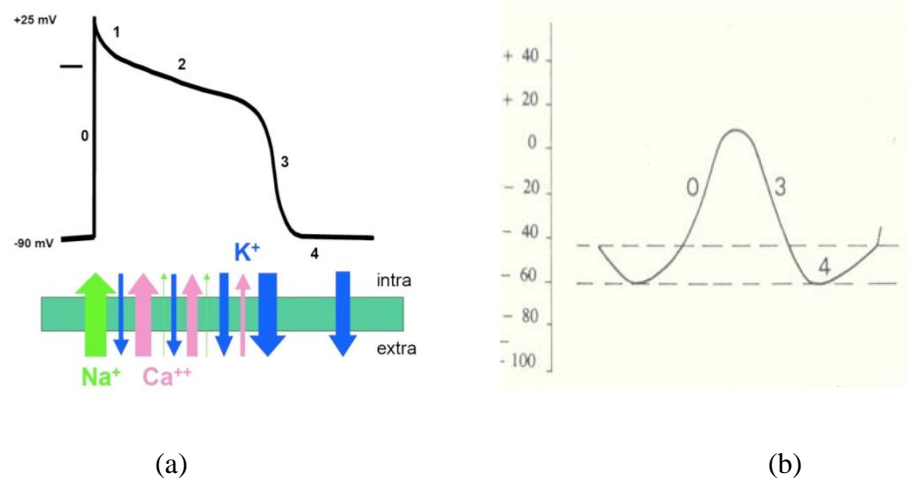 +25 mV
1
2
0
3
-90 mV
4
K⁺
intra
extra
Na⁺
Ca⁺⁺
(a)
+ 40
+ 20
0
- 20
- 40
- 60
- 80
- 100
0
3
4
(b)